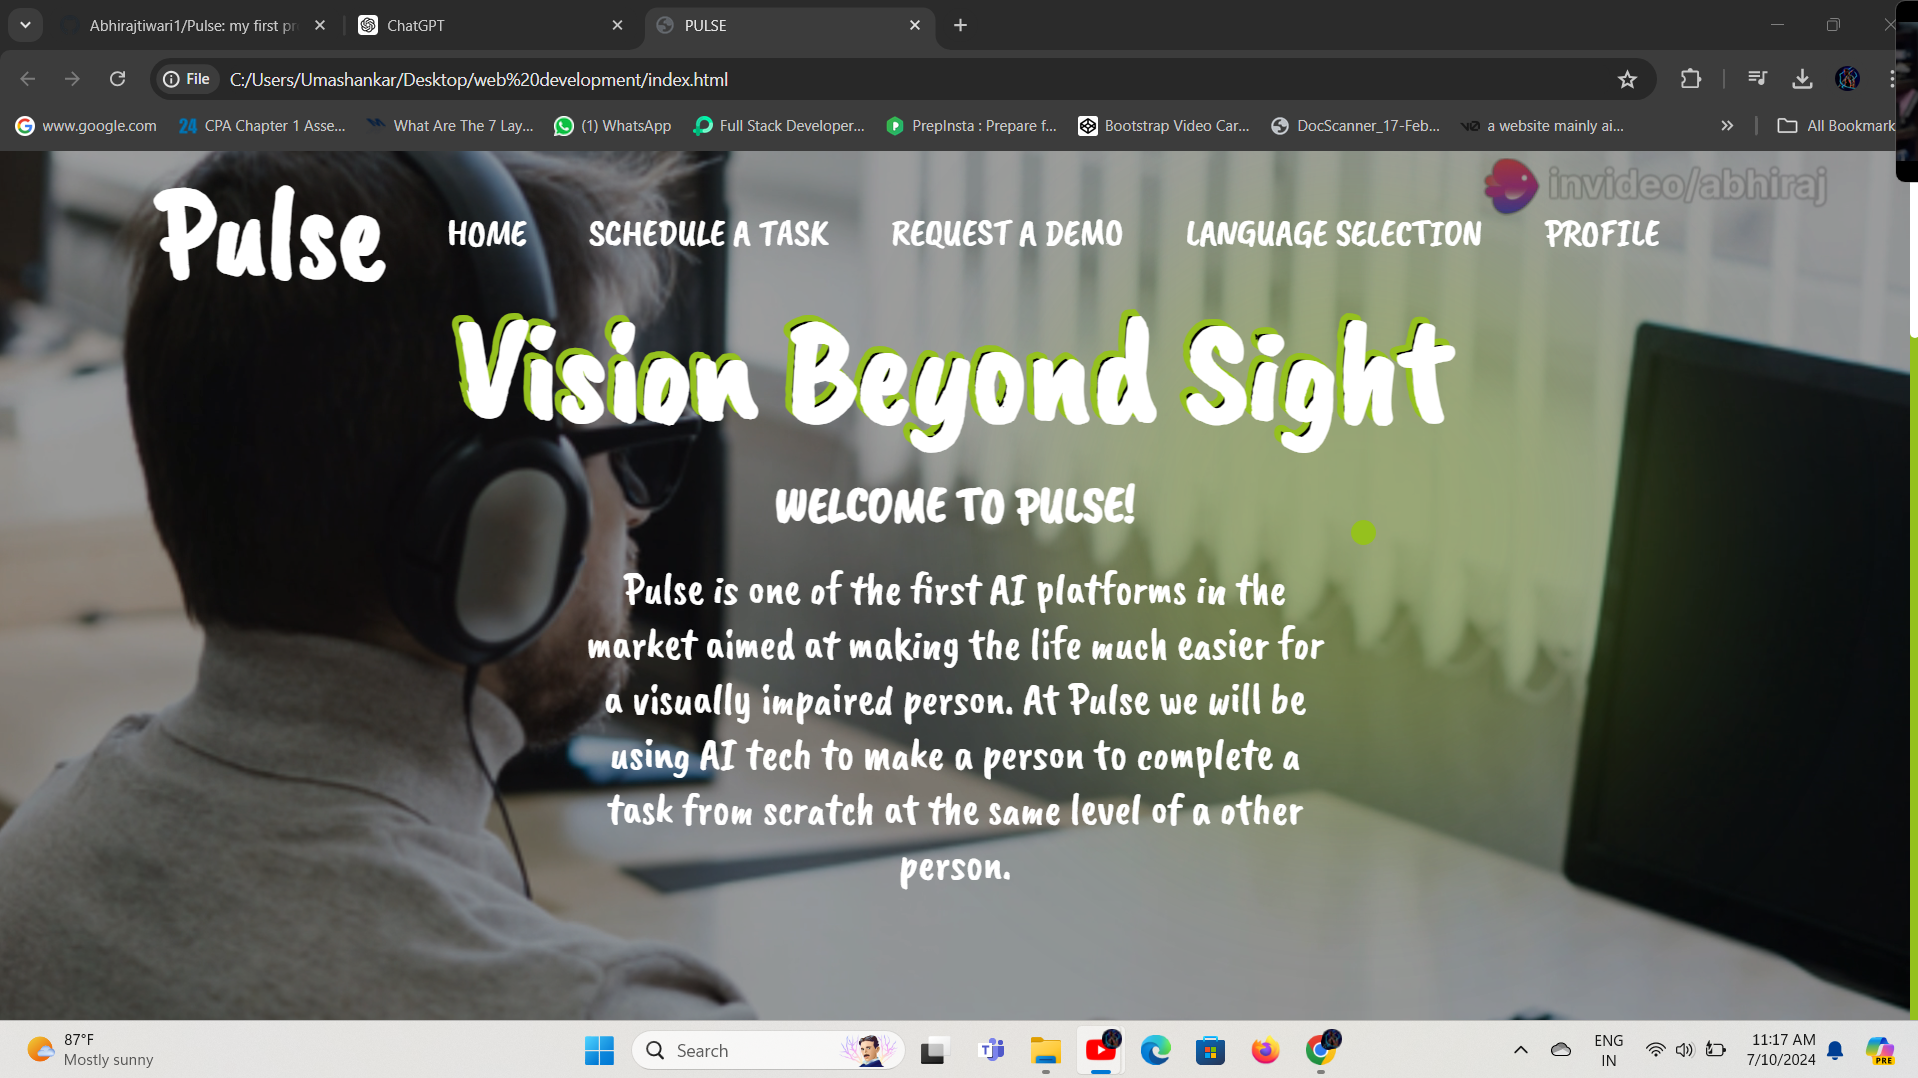 Abhirajtiwari1/Pulse: my first pr
ChatGPT
PULSE
File
C:/Users/Umashankar/Desktop/web%20development/index.html
www.google.com
24 CPA Chapter 1 Asse...
What Are The 7 Lay...
(1) WhatsApp
Full Stack Developer...
PrepInsta : Prepare f...
Bootstrap Video Car...
DocScanner_17-Feb...
a website mainly ai...
All Bookmark
invideo/abhiraj
Pulse
HOME
SCHEDULE A TASK
REQUEST A DEMO
LANGUAGE SELECTION
PROFILE
Vision Beyond Sight
WELCOME TO PULSE!
Pulse is one of the first AI platforms in the
market aimed at making the life much easier for
a visually impaired person. At Pulse we will be
using AI tech to make a person to complete a
task from scratch at the same level of a other
person.
87°F
Mostly sunny
Search
ENG
IN
11:17 AM
7/10/2024
PRE